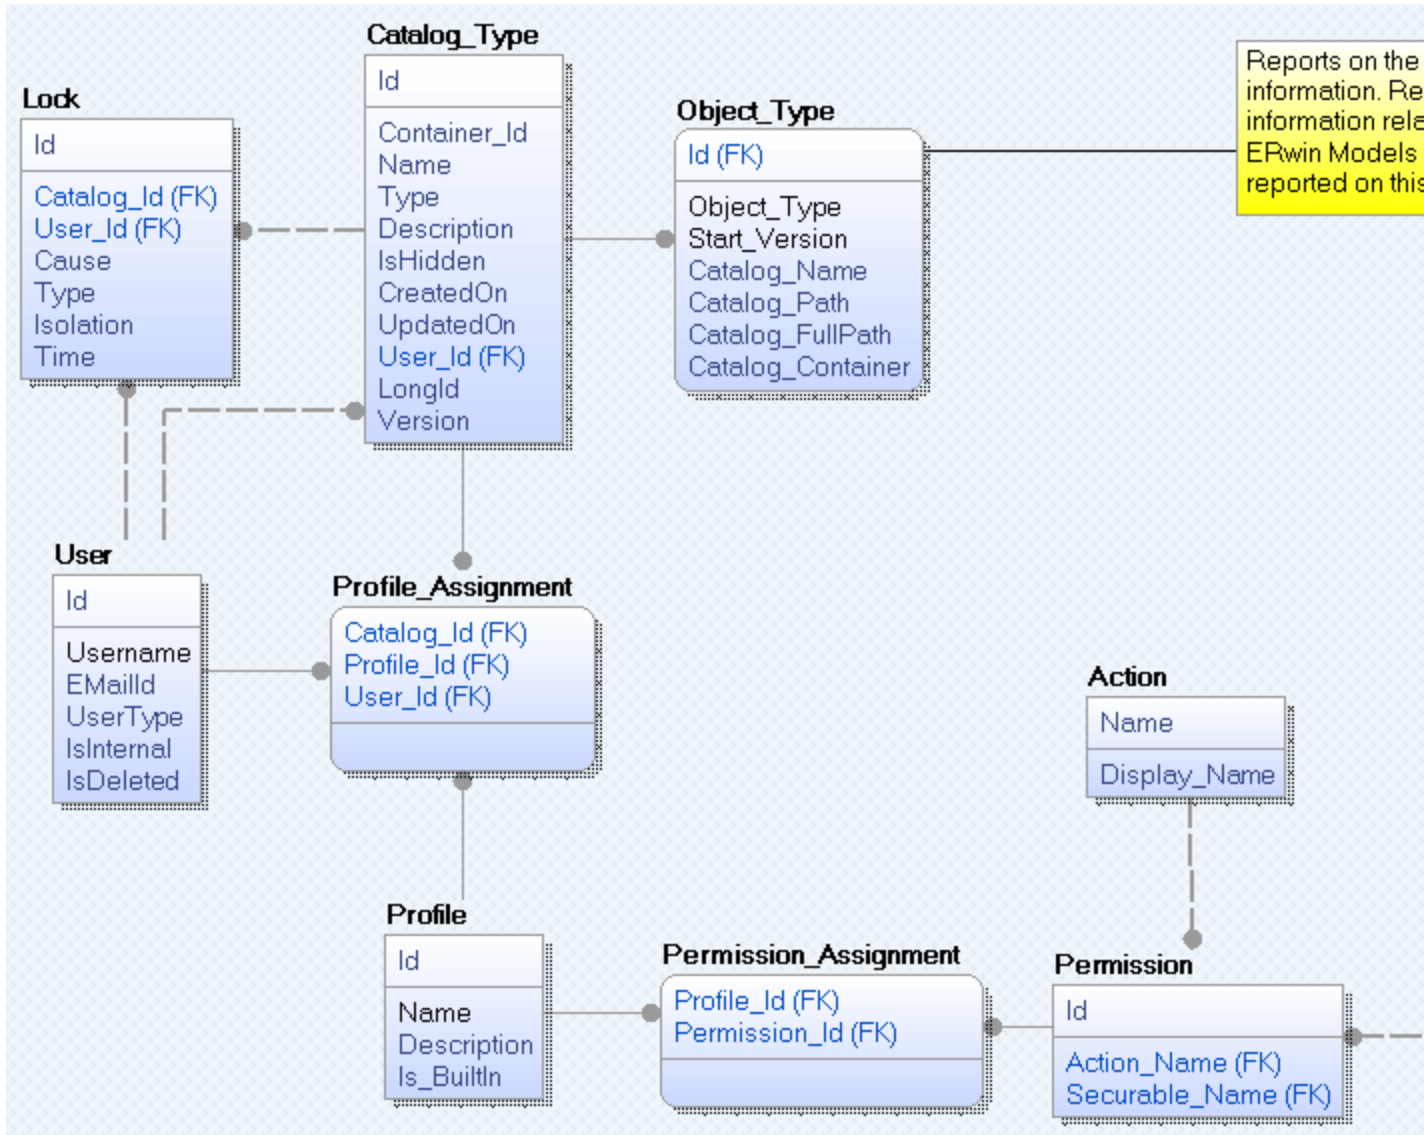 Catalog_Type
Id
Container_Id
Name
Type
Description
IsHidden
CreatedOn
UpdatedOn
User_Id (FK)
LongId
Version
Lock
Id
Catalog_Id (FK)
User_Id (FK)
Cause
Type
Isolation
Time
Object_Type
Id (FK)
Object_Type
Start_Version
Catalog_Name
Catalog_Path
Catalog_FullPath
Catalog_Container
Reports on the
information. Re
information rela
ERwin Models
reported on this
User
Id
Username
EMailId
UserType
IsInternal
IsDeleted
Profile_Assignment
Catalog_Id (FK)
Profile_Id (FK)
User_Id (FK)
Action
Name
Display_Name
Profile
Id
Name
Description
Is_BuiltIn
Permission_Assignment
Profile_Id (FK)
Permission_Id (FK)
Permission
Id
Action_Name (FK)
Securable_Name (FK)